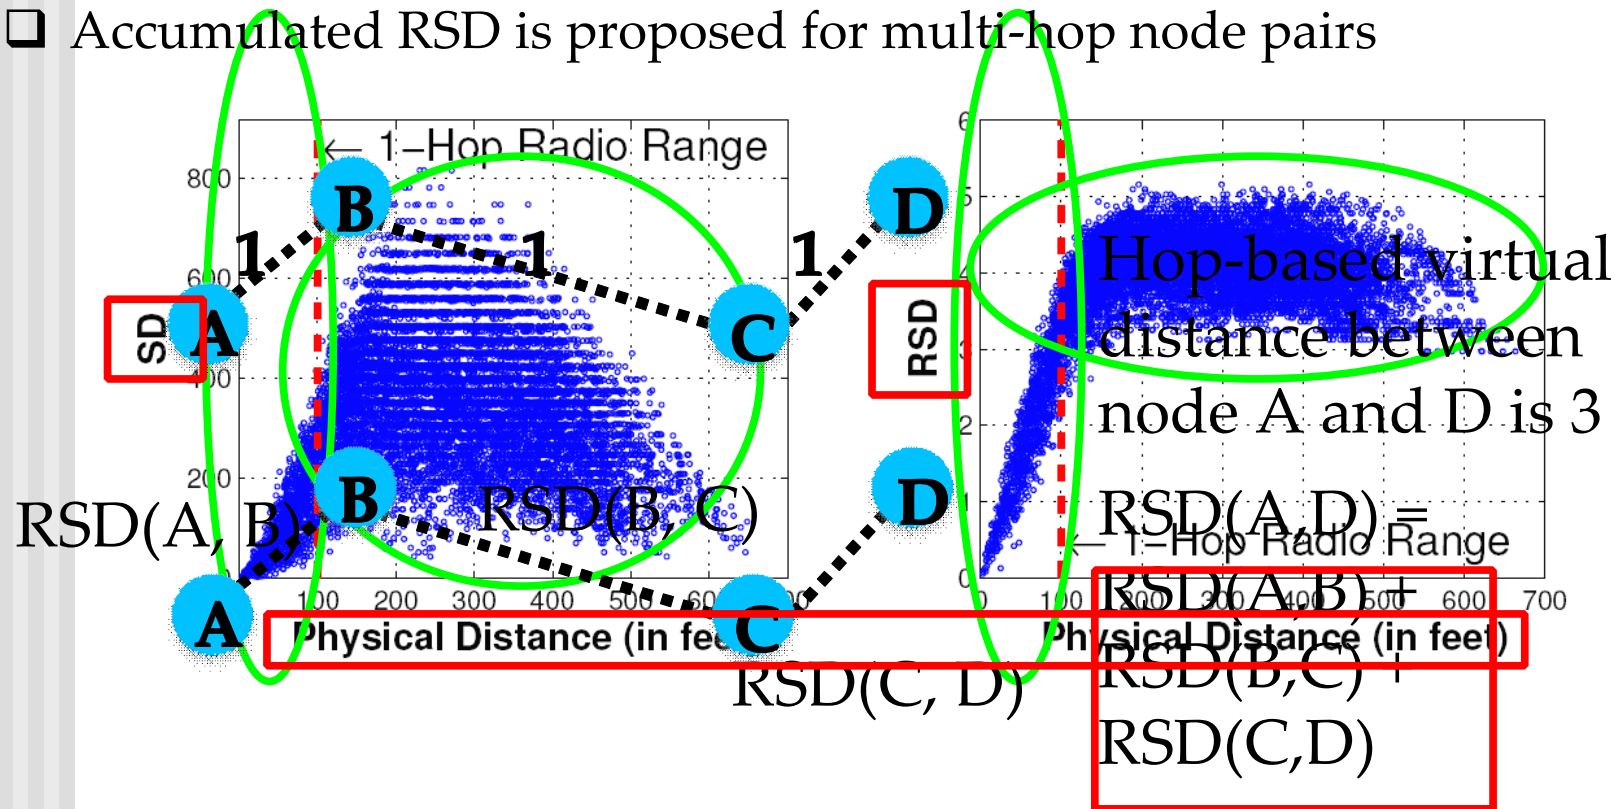 ❑ Accumulated RSD is proposed for multi-hop node pairs
← 1-Hop Radio Range
800
600
400
200
0
SD
100 200 300 400 500 600
Physical Distance (in feet)
6
5
4
3
2
1
0
RSD
← 1-Hop Radio Range
0 100 200 300 400 500 600 700
Physical Distance (in feet)
A
B
C
D
1
1
1
Hop-based virtual
distance between
node A and D is 3
A
B
C
D
RSD(A, B)
RSD(B, C)
RSD(C, D)
RSD(A,D) =
RSD(A,B) +
RSD(B,C) +
RSD(C,D)